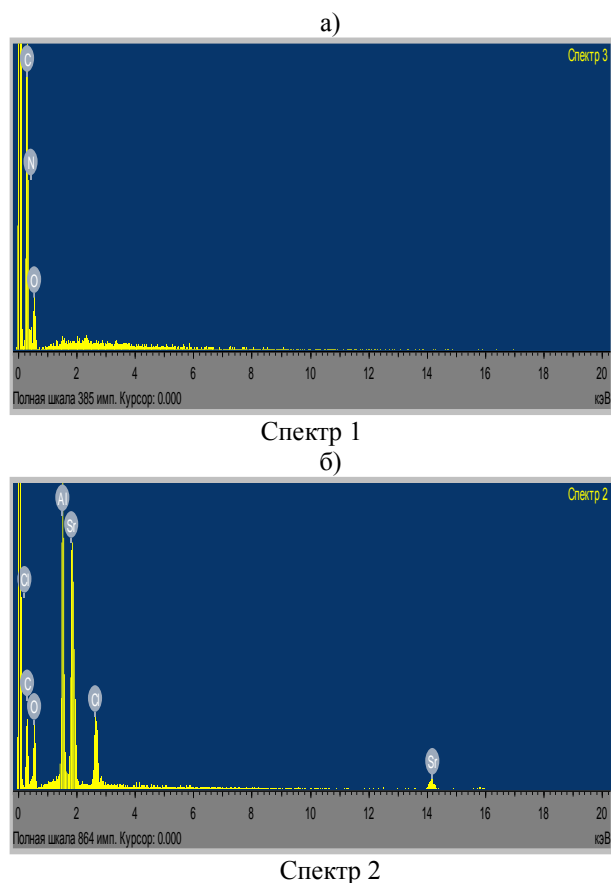 а)
Спектр 3
C
N
O
0 2 4 6 8 10 12 14 16 18 20
Полная шкала 385 имп. Курсор: 0.000 кэВ
Спектр 1
б)
Спектр 2
Al
Sr
Cl
C
O
Cl
Sr
0 2 4 6 8 10 12 14 16 18 20
Полная шкала 864 имп. Курсор: 0.000 кэВ
Спектр 2